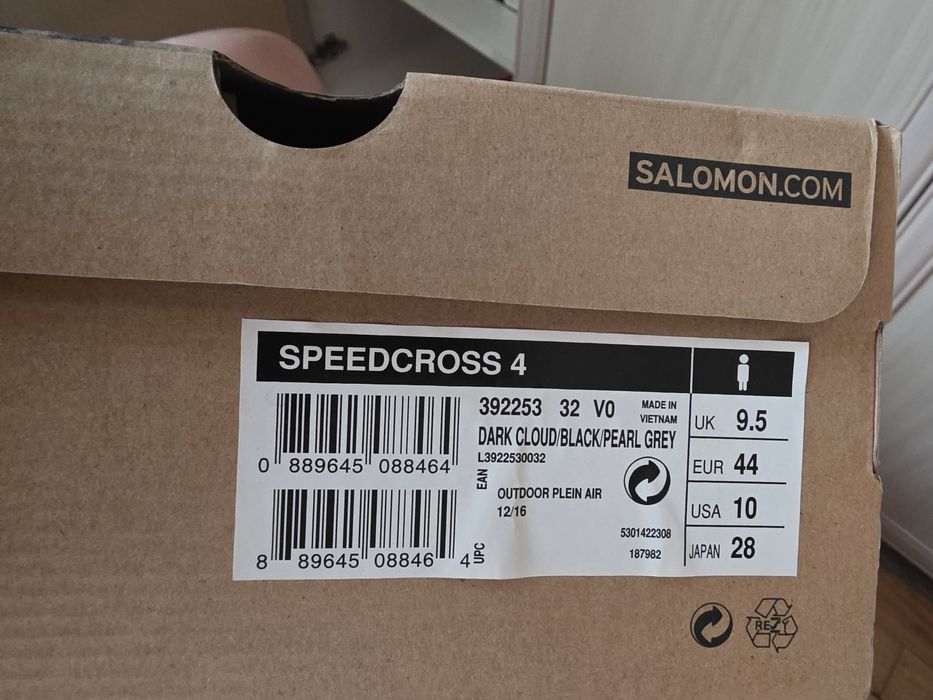 SALOMON.COM
SPEEDCROSS 4
0 889645 088464
8 89645 08846 4
EAN
UPC
392253 32 V0
MADE IN
VIETNAM
DARK CLOUD/BLACK/PEARL GREY
L3922530032
OUTDOOR PLEIN AIR
12/16
5301422308
187982
UK 9.5
EUR 44
USA 10
JAPAN 28
RESY